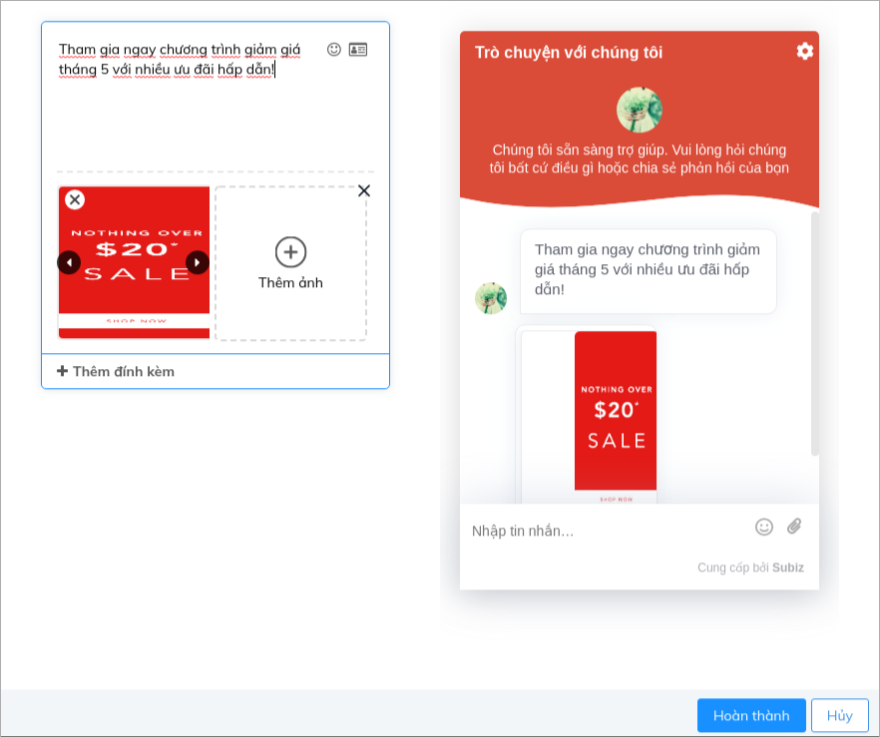 Tham gia ngay chương trình giảm giá
tháng 5 với nhiều ưu đãi hấp dẫn!
NOTHING OVER
$20*
SALE
SHOP NOW
Thêm ảnh
Thêm đính kèm
Trò chuyện với chúng tôi
Chúng tôi sẵn sàng trợ giúp. Vui lòng hỏi chúng
tôi bất cứ điều gì hoặc chia sẻ phản hồi của bạn
Tham gia ngay chương trình giảm
giá tháng 5 với nhiều ưu đãi hấp
dẫn!
NOTHING OVER
$20*
SALE
SHOP NOW
Nhập tin nhắn...
Cung cấp bởi Subiz
Hoàn thành
Hủy